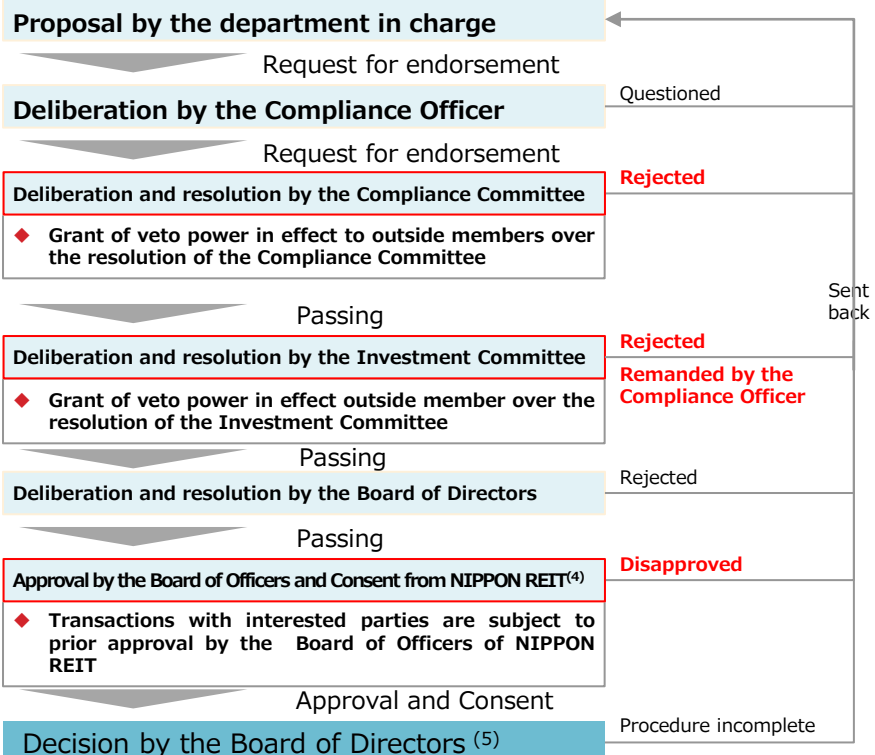 Proposal by the department in charge
Request for endorsement
Deliberation by the Compliance Officer
Questioned
Request for endorsement
Deliberation and resolution by the Compliance Committee
Rejected
◆ Grant of veto power in effect to outside members over
the resolution of the Compliance Committee
Sent
back
Passing
Deliberation and resolution by the Investment Committee
Rejected
Remanded by the
Compliance Officer
◆ Grant of veto power in effect outside member over the
resolution of the Investment Committee
Passing
Deliberation and resolution by the Board of Directors
Rejected
Passing
Approval by the Board of Officers and Consent from NIPPON REIT(4)
Disapproved
◆ Transactions with interested parties are subject to
prior approval by the Board of Officers of NIPPON
REIT
Approval and Consent
Decision by the Board of Directors (5)
Procedure incomplete